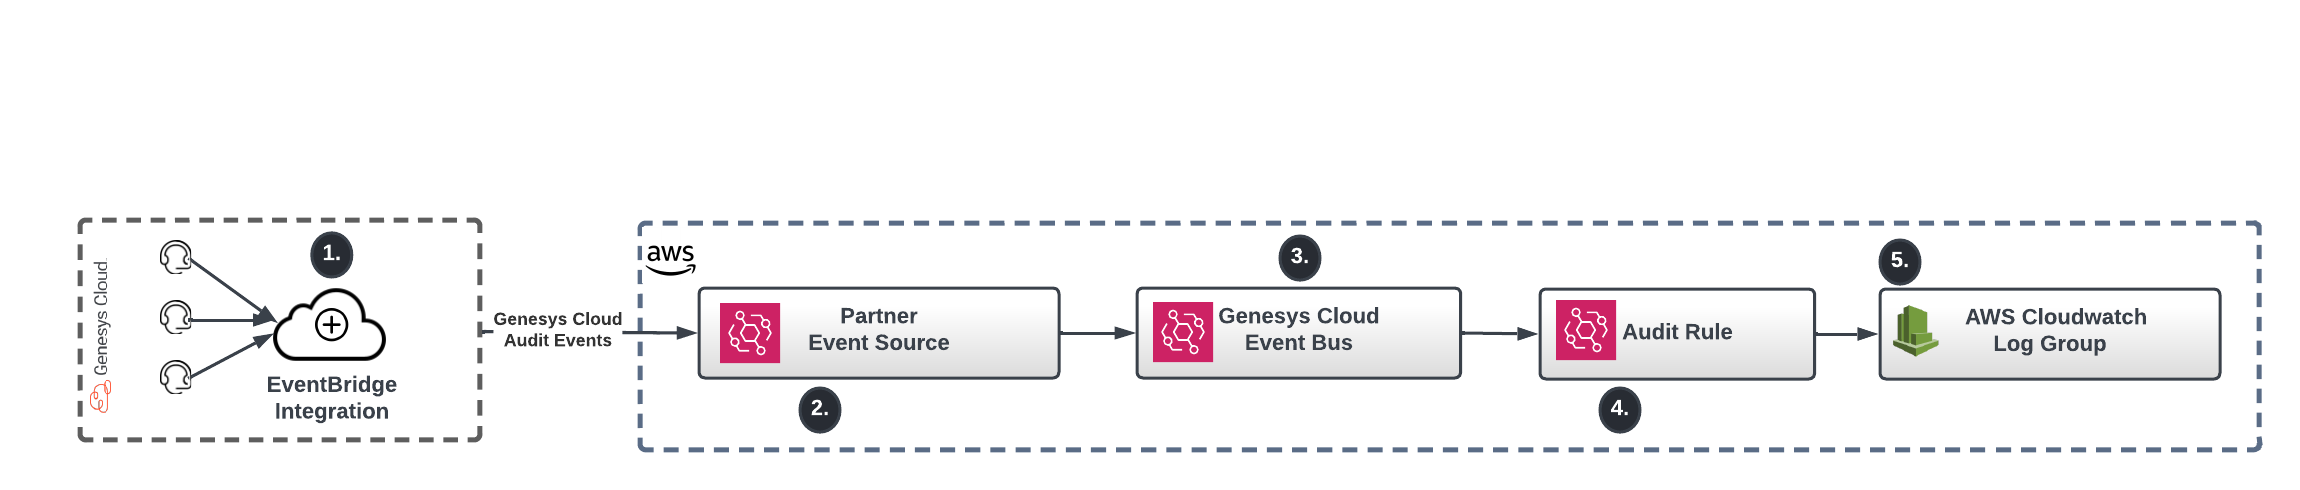 Genesys Cloud
1.
EventBridge
Integration
Genesys Cloud
Audit Events
aws
Partner
Event Source
2.
3.
Genesys Cloud
Event Bus
Audit Rule
4.
5.
AWS Cloudwatch
Log Group